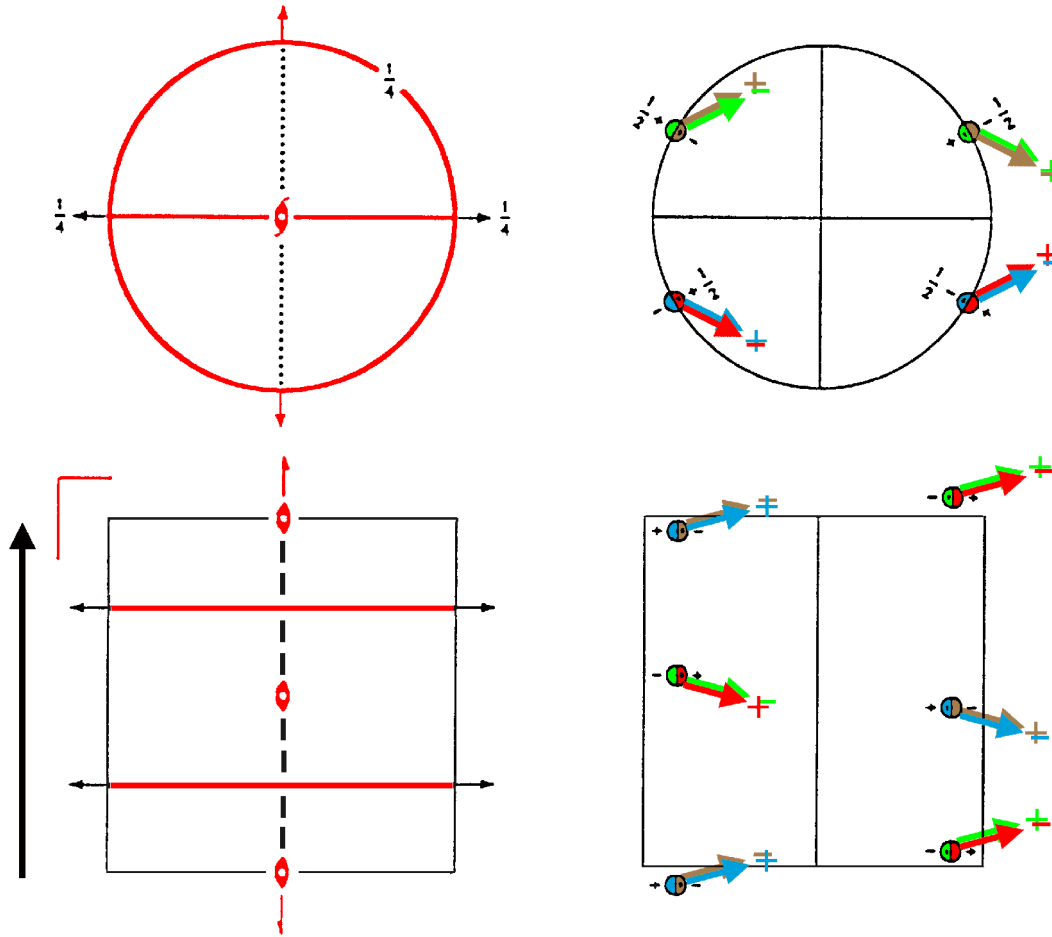 1/4
1/2 + -
- 1/2 +
1/4
1/4
- + 1/2
1/2 - +
- +
+ -
- +
+ -
- +
+ -